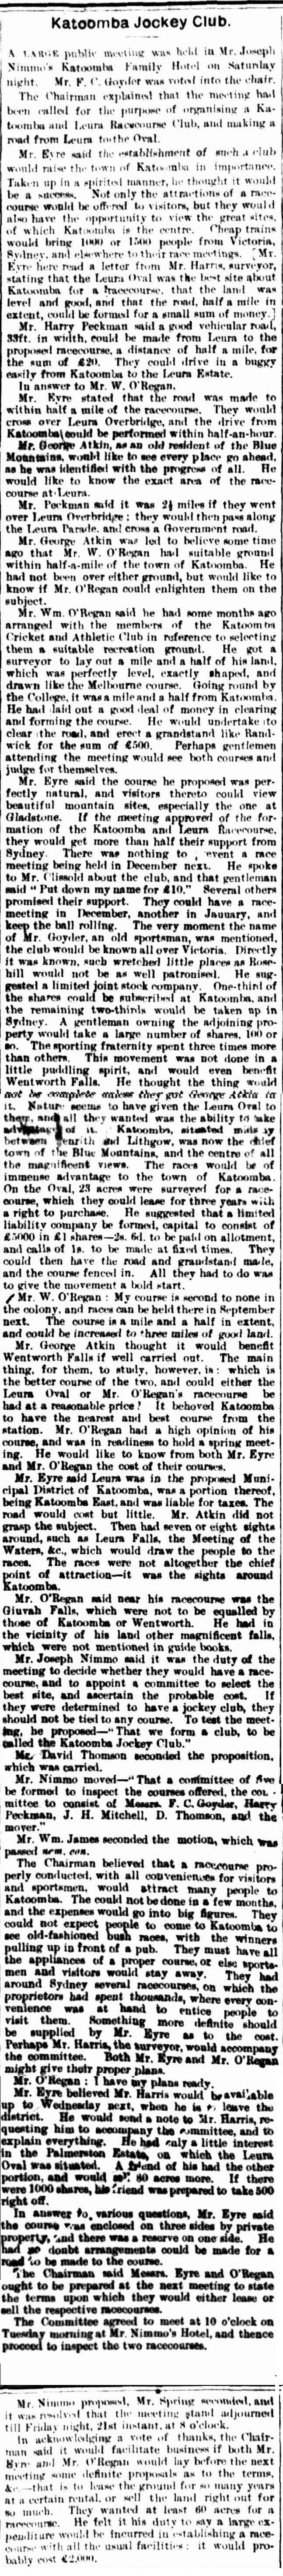 Katoomba Jockey Club.
A LARGE public meeting was held in Mr. Joseph
Nimmo's Katoomba Family Hotel on Saturday
night. Mr. F. C. Goyder was voted into the chair.
The Chairman explained that the meeting had
been called for the purpose of organising a Ka-
toomba and Leura Racecourse Club, and making a
road from Leura to the Oval.
Mr. Eyre said the establishment of such a club
would raise the town of Katoomba in importance.
Taken up in a spirited manner, he thought it would
be a success. Not only the attractions of a race-
course would be offered to visitors, but they would
also have the opportunity to view the great sites,
of which Katoomba is the centre. Cheap trains
would bring 1000 or 1500 people from Victoria,
Sydney, and elsewhere to their race meetings. [Mr.
Eyre here read a letter from Mr. Harris, surveyor,
stating that the Leura Oval was the best site about
Katoomba for a racecourse, that the land was
level and good, and that the road, half a mile in
extent, could be formed for a small sum of money.]
Mr. Harry Peckman said a good vehicular road,
33ft. in width, could be made from Leura to the
proposed racecourse, a distance of half a mile, for
the sum of £20. They could drive in a buggy
easily from Katoomba to the Leura Estate.
In answer to Mr. W. O'Regan,
Mr. Eyre stated that the road was made to
within half a mile of the racecourse. They would
cross over Leura Overbridge, and the drive from
Katoomba could be performed within half-an-hour.
Mr. George Atkin, as an old resident of the Blue
Mountains, would like to see every place go ahead,
as he was identified with the progress of all. He
would like to know the exact area of the race-
course at Leura.
Mr. Peckman said it was 2½ miles if they went
over Leura Overbridge; they would then pass along
the Leura Parade, and cross a Government road.
Mr. George Atkin was led to believe some time
ago that Mr. W. O'Regan had suitable ground
within half-a-mile of the town of Katoomba. He
had not been over either ground, but would like to
know if Mr. O'Regan could enlighten them on the
subject.
Mr. Wm. O'Regan said he had some months ago
arranged with the members of the Katoomba
Cricket and Athletic Club in reference to selecting
them a suitable recreation ground. He got a
surveyor to lay out a mile and a half of his land,
which was perfectly level, exactly shaped, and
drawn like the Melbourne course. Going round by
the College, it was a mile and a half from Katoomba.
He had laid out a good deal of money in clearing
and forming the course. He would undertake to
clear the road, and erect a grandstand like Rand-
wick for the sum of £500. Perhaps gentlemen
attending the meeting would see both courses and
judge for themselves.
Mr. Eyre said the course he proposed was per-
fectly natural, and visitors thereto could view
beautiful mountain sites, especially the one at
Gladstone. If the meeting approved of the for-
mation of the Katoomba and Leura Racecourse,
they would get more than half their support from
Sydney. There was nothing to event a race
meeting being held in December next. He spoke
to Mr. Clissold about the club, and that gentleman
said "Put down my name for £10." Several others
promised their support. They could have a race-
meeting in December, another in January, and
keep the ball rolling. The very moment the name
of Mr. Goyder, an old sportsman, was mentioned,
the club would be known all over Victoria. Directly
it was known, such wretched little places as Rose-
hill would not be as well patronised. He sug-
gested a limited joint stock company. One-third of
the shares could be subscribed at Katoomba, and
the remaining two-thirds would be taken up in
Sydney. A gentleman owning the adjoining pro-
perty would take a large number of shares, 100 or
so. The sporting fraternity spent three times more
than others. This movement was not done in a
little puddling spirit, and would even benefit
Wentworth Falls. He thought the thing would
not be complete unless they got George Atkin in
it. Nature seems to have given the Leura Oval to
them, and all they wanted was the ability to take
Katoomba, situated
between Penrith and Lithgow, was now the chief
town of the Blue Mountains, and the centre of all
the magnificent views. The races would be of
immense advantage to the town of Katoomba.
On the Oval, 23 acres were surveyed for a race-
course, which they could lease for three years with
a right to purchase. He suggested that a limited
liability company be formed, capital to consist of
£5000 in £1 shares—2s. 6d. to be paid on allotment,
and calls of 1s. to be made at fixed times. They
could then have the road and grandstand made,
and the course fenced in. All they had to do was
to give the movement a bold start.
Mr. W. O'Regan: My course is second to none in
the colony, and races can be held there in September
next. The course is a mile and a half in extent,
and could be increased to three miles of good land.
Mr. George Atkin thought it would benefit
Wentworth Falls if well carried out. The main
thing, for them, to study, however, is: which is
the better course of the two, and could either the
Leura Oval or Mr. O'Regan's racecourse be
had at a reasonable price? It behoved Katoomba
to have the nearest and best course from the
station. Mr. O'Regan had a high opinion of his
course, and was in readiness to hold a spring meet-
ing. He would like to know from both Mr. Eyre
and Mr. O'Regan the cost of their courses.
Mr. Eyre said Leura was in the proposed Muni-
cipal District of Katoomba, was a portion thereof,
being Katoomba East, and was liable for taxes. The
road would cost but little. Mr. Atkin did not
grasp the subject. Then had seven or eight sights
around, such as Leura Falls, the Meeting of the
Waters, &c., which would draw the people to the
races. The races were not altogether the chief
point of attraction—it was the sights around
Katoomba.
Mr. O'Regan said near his racecourse was the
Giuvah Falls, which were not to be equalled by
those of Katoomba or Wentworth. He had in
the vicinity of his land other magnificent falls,
which were not mentioned in guide books.
Mr. Joseph Nimmo said it was the duty of the
meeting to decide whether they would have a race-
course, and to appoint a committee to select the
best site, and ascertain the probable cost. If
they were determined to have a jockey club, they
should not be tied to any course. To test the meet-
ing, he proposed—"That we form a club, to be
called the Katoomba Jockey Club."
Mr. David Thomson seconded the proposition,
which was carried.
Mr. Nimmo moved—"That a committee of five
be formed to inspect the courses offered, the com-
mittee to consist of Messrs. F. C. Goyder, Harry
Peckman, J. H. Mitchell, D. Thomson, and the
mover."
Mr. Wm. James seconded the motion, which was
passed nem. con.
The Chairman believed that a racecourse pro-
perly conducted, with all conveniences for visitors
and sportsmen, would attract many people to
Katoomba. The could not be done in a few months,
and the expenses would go into big figures. They
could not expect people to come to Katoomba to
see old-fashioned bush races, with the winners
pulling up in front of a pub. They must have all
the appliances of a proper course, or else sports-
men and visitors would stay away. They had
around Sydney several racecourses, on which the
proprietors had spent thousands, where every con-
venience was at hand to entice people to
visit them. Something more definite should
be supplied by Mr. Eyre as to the cost.
Perhaps Mr. Harris, the surveyor, would accompany
the committee. Both Mr. Eyre and Mr. O'Regan
might give their proper plans.
Mr. O'Regan: I have my plans ready.
Mr. Eyre believed Mr. Harris would be available
up to Wednesday next, when he is to leave the
district. He would send a note to Mr. Harris, re-
questing him to accompany the committee, and to
explain everything. He had only a little interest
in the Palmerston Estate, on which the Leura
Oval was situated. A friend of his had the other
portion, and would 80 acres more. If there
were 1000 shares, his friend was prepared to take 500
right off.
In answer to various questions, Mr. Eyre said
the course was enclosed on three sides by private
property, and there was a reserve on one side. He
had no doubt arrangements could be made for a
road to be made to the course.
The Chairman said Messrs. Eyre and O'Regan
ought to be prepared at the next meeting to state
the terms upon which they would either lease or
sell the respective racecourses.
The Committee agreed to meet at 10 o'clock on
Tuesday morning at Mr. Nimmo's Hotel, and thence
proceed to inspect the two racecourses.
Mr. Nimmo proposed, Mr. Spring seconded, and
it was resolved that the meeting stand adjourned
till Friday night, 21st instant, at 8 o'clock.
In acknowledging a vote of thanks, the Chair-
man said it would facilitate business if both Mr.
Eyre and Mr. O'Regan would lay before the next
meeting some definite proposals as to the terms,
&c.—that is to lease the ground for so many years
at a certain rental, or sell the land right out for
so much. They wanted at least 60 acres for a
racecourse. He felt it his duty to say a large ex-
penditure would be incurred in establishing a race-
course with all the usual facilities; it would pro-
bably cost £2,000.